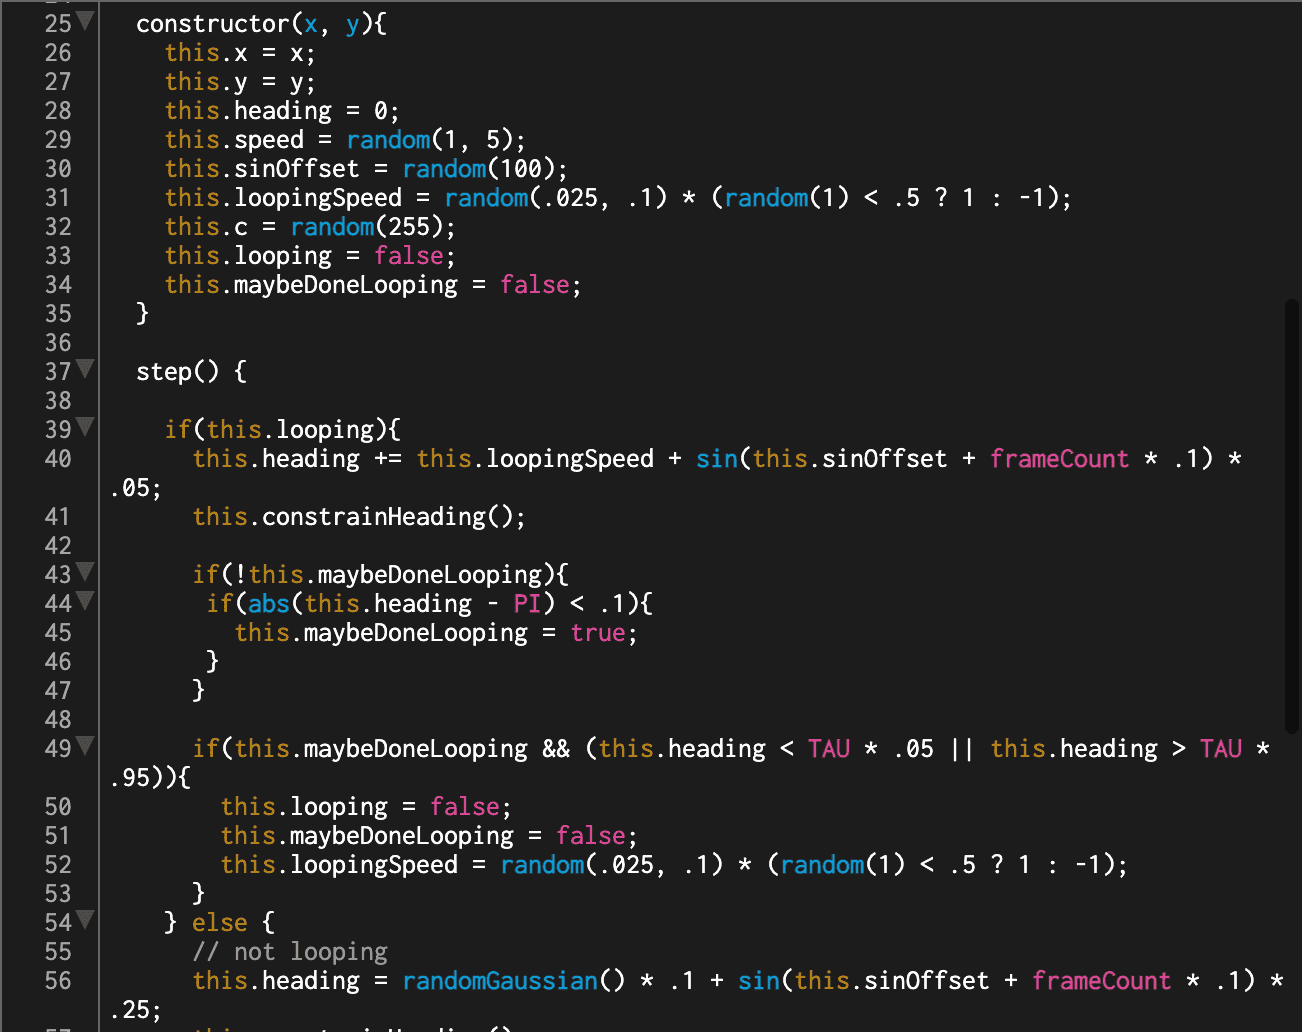 25 constructor(x, y){
26 this.x = x;
27 this.y = y;
28 this.heading = 0;
29 this.speed = random(1, 5);
30 this.sinOffset = random(100);
31 this.loopingSpeed = random(.025, .1) * (random(1) < .5 ? 1 : -1);
32 this.c = random(255);
33 this.looping = false;
34 this.maybeDoneLooping = false;
35 }
36
37 step() {
38
39 if(this.looping){
40 this.heading += this.loopingSpeed + sin(this.sinOffset + frameCount * .1) *
.05;
41 this.constrainHeading();
42
43 if(!this.maybeDoneLooping){
44 if(abs(this.heading - PI) < .1){
45 this.maybeDoneLooping = true;
46 }
47 }
48
49 if(this.maybeDoneLooping && (this.heading < TAU * .05 || this.heading > TAU *
.95)){
50 this.looping = false;
51 this.maybeDoneLooping = false;
52 this.loopingSpeed = random(.025, .1) * (random(1) < .5 ? 1 : -1);
53 }
54 } else {
55 // not looping
56 this.heading = randomGaussian() * .1 + sin(this.sinOffset + frameCount * .1) *
.25;